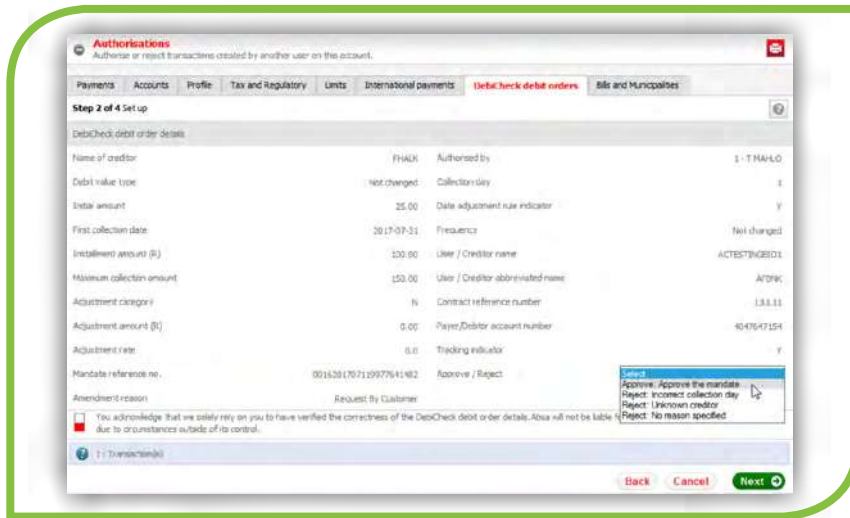 Authorisations
Authorise or reject transactions created by another user on this account.
Payments Accounts Profile Tax and Regulatory Limits International payments DebiCheck debit orders Bills and Municipalities
Step 2 of 4 Set up
DebiCheck debit order details
Name of creditor FHALK Authorised by 1 - T MAHLO
Debit value type Not changed Collection day 1
Initial amount 25.00 Date adjustment rule indicator Y
First collection date 2017-07-21 Frequency Not changed
Installment amount (R) 100.00 User / Creditor name ACTESTINGBID1
Maximum collection amount 150.00 User / Creditor abbreviated name
Adjustment category N Contract reference number 13.1.11
Adjustment amount (R) 0.00 Payer/Debtor account number 4047647154
Adjustment rate 0.0 Tracking indicator Y
Mandate reference no. Approve / Reject Select
Approve: Approve the mandate
Reject: Incorrect collection day
Reject: Unknown creditor
Reject: No reason specified
Amendment reason Request By Customer
You acknowledge that we solely rely on you to have verified the correctness of the DebiCheck debit order details. Absa will not be liable
due to circumstances outside of its control.
1 : Transaction(s)
Back Cancel Next